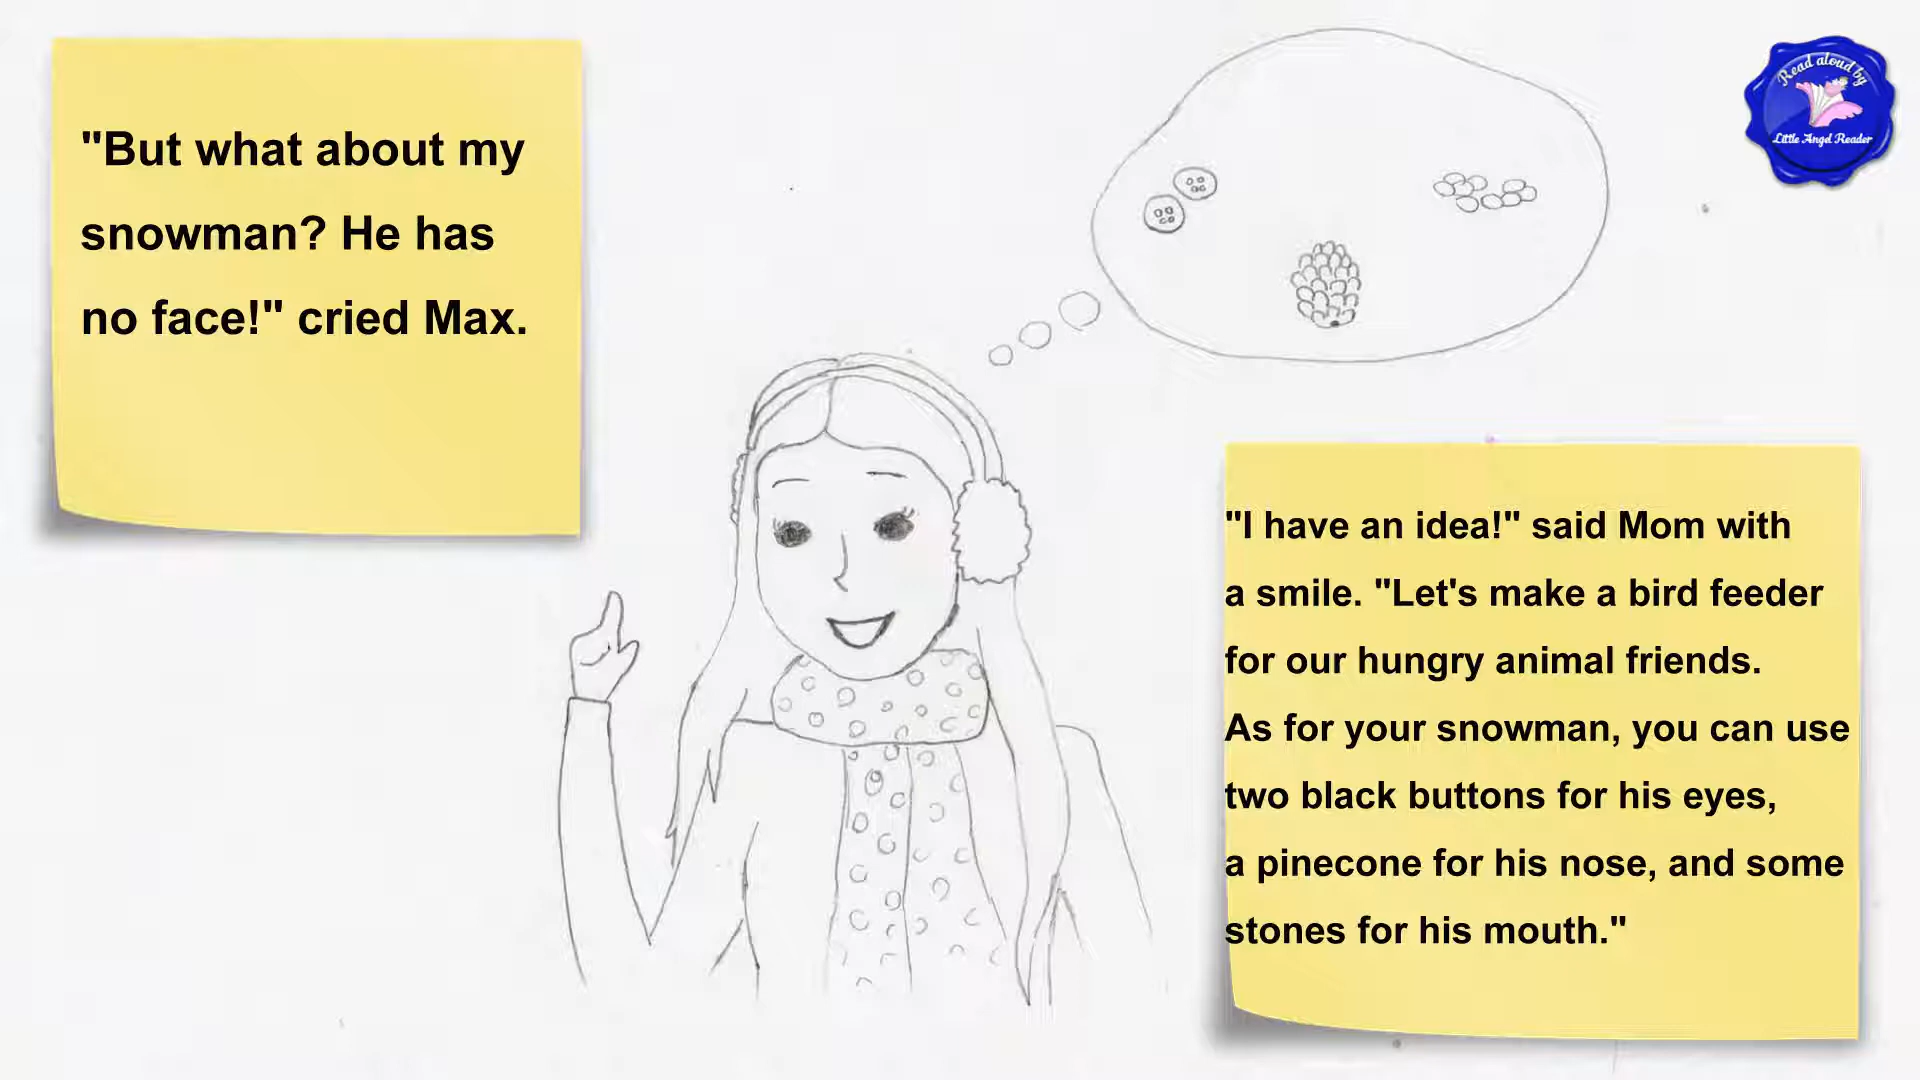 "But what about my
snowman? He has
no face!" cried Max.
Read aloud by
Little Angel Reader
"I have an idea!" said Mom with
a smile. "Let's make a bird feeder
for our hungry animal friends.
As for your snowman, you can use
two black buttons for his eyes,
a pinecone for his nose, and some
stones for his mouth."